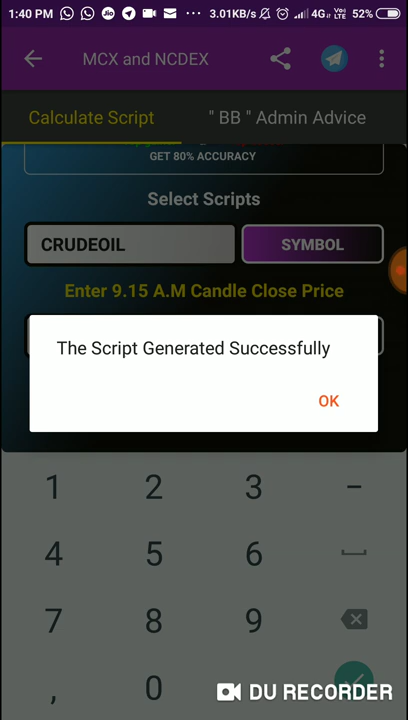 1:40 PM ... 3.01KB/s 4G VoLTE 52%
MCX and NCDEX
Calculate Script " BB " Admin Advice
GET 80% ACCURACY
Select Scripts
CRUDEOIL SYMBOL
Enter 9.15 A.M Candle Close Price
The Script Generated Successfully
OK
1 2 3 –
4 5 6
7 8 9
, 0
DU RECORDER